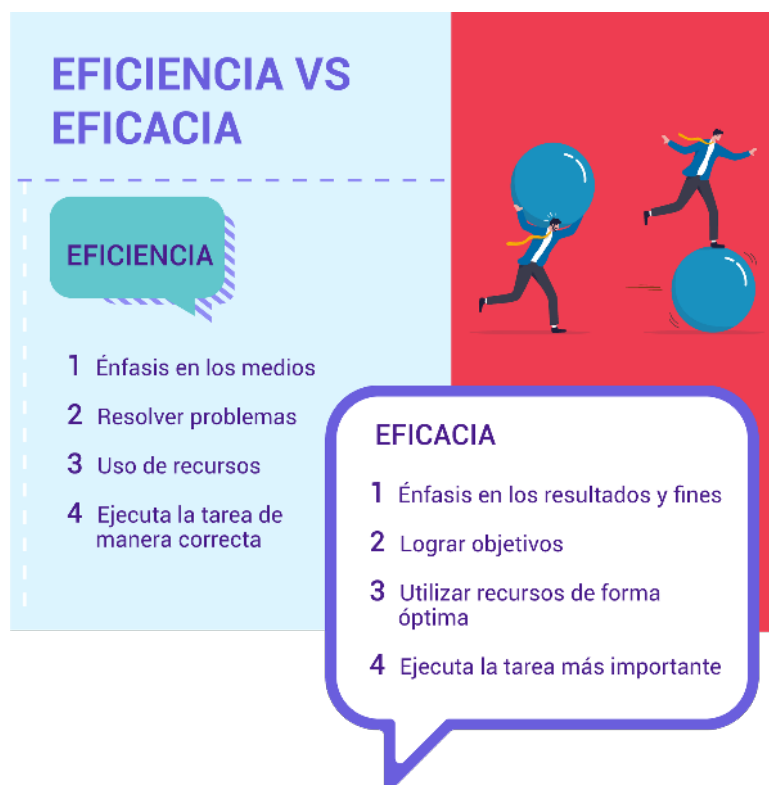 EFICIENCIA VS
EFICACIA
EFICIENCIA
1 Énfasis en los medios
2 Resolver problemas
3 Uso de recursos
4 Ejecuta la tarea de
manera correcta
EFICACIA
1 Énfasis en los resultados y fines
2 Lograr objetivos
3 Utilizar recursos de forma
óptima
4 Ejecuta la tarea más importante